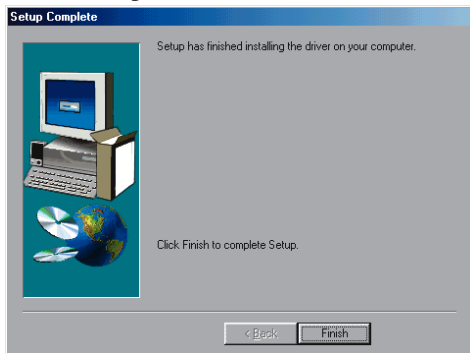 Setup Complete
Setup has finished installing the driver on your computer.
Click Finish to complete Setup.
< Back
Finish